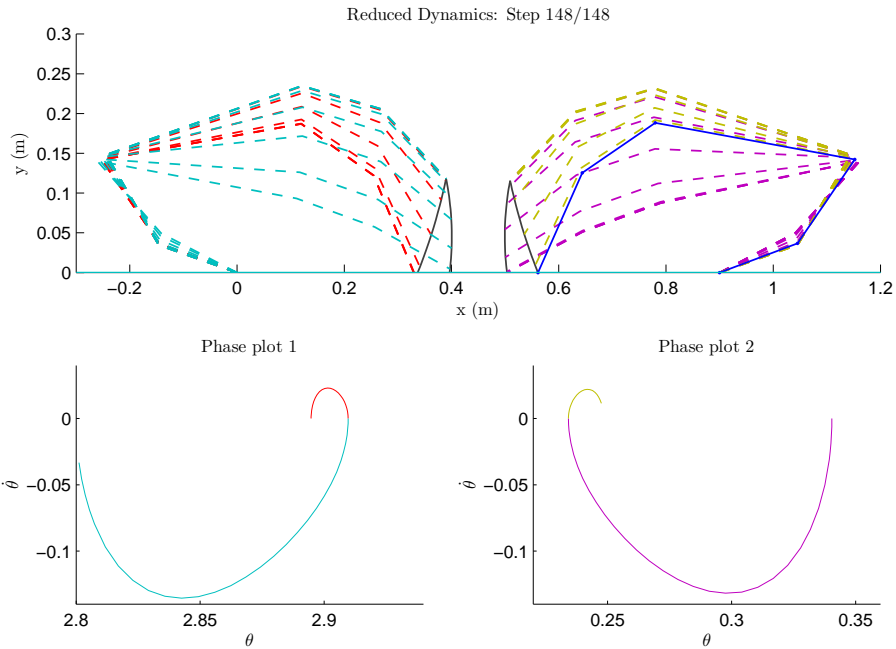 Reduced Dynamics: Step 148/148
0.3
0.25
0.2
0.15
0.1
0.05
0
y (m)
−0.2 0 0.2 0.4 0.6 0.8 1 1.2
x (m)
Phase plot 1
0
−0.05
−0.1
θ̇
2.8 2.85 2.9
θ
Phase plot 2
0
−0.05
−0.1
θ̇
0.25 0.3 0.35
θ